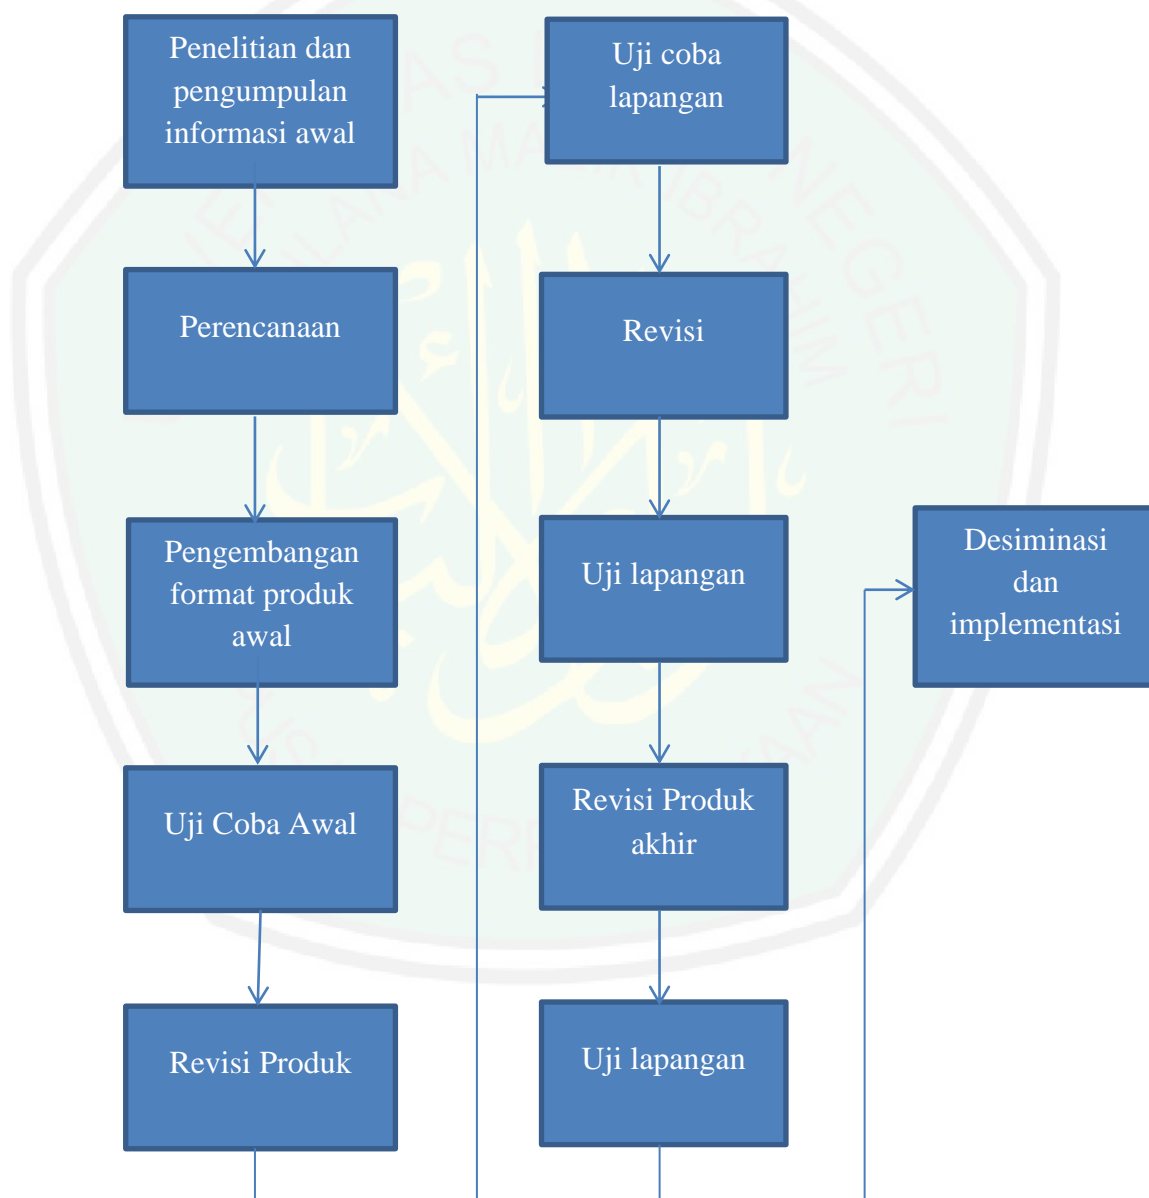 Penelitian dan
pengumpulan
informasi awal
Perencanaan
Pengembangan
format produk
awal
Uji Coba Awal
Revisi Produk
Uji coba
lapangan
Revisi
Uji lapangan
Revisi Produk
akhir
Uji lapangan
Desiminasi
dan
implementasi